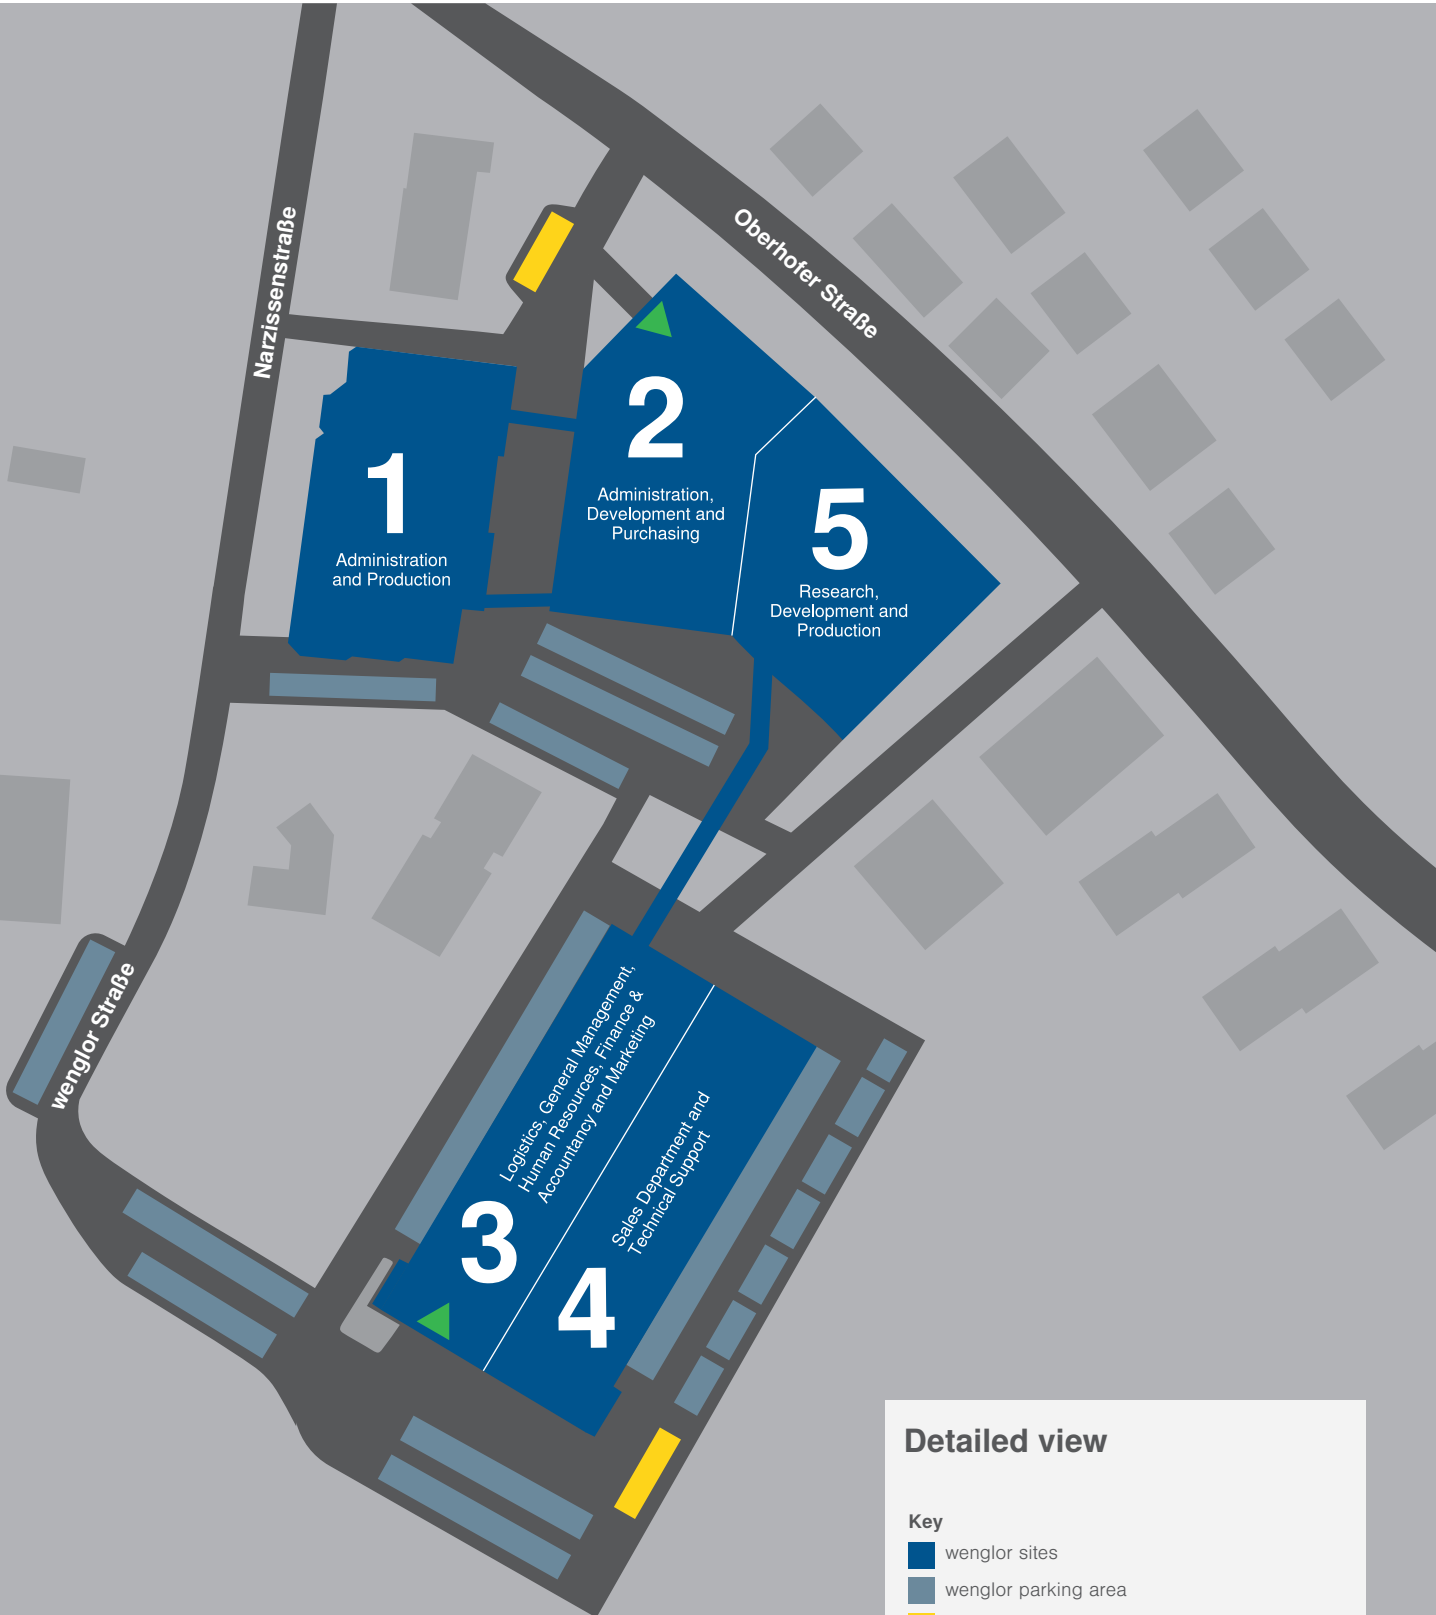 Narzissenstraße
Oberhofer Straße
1
Administration
and Production
2
Administration,
Development and
Purchasing
5
Research,
Development and
Production
wenglor Straße
3
Logistics, General Management,
Human Resources, Finance &
Accountancy and Marketing
4
Sales Department and
Technical Support
Detailed view
Key
wenglor sites
wenglor parking area